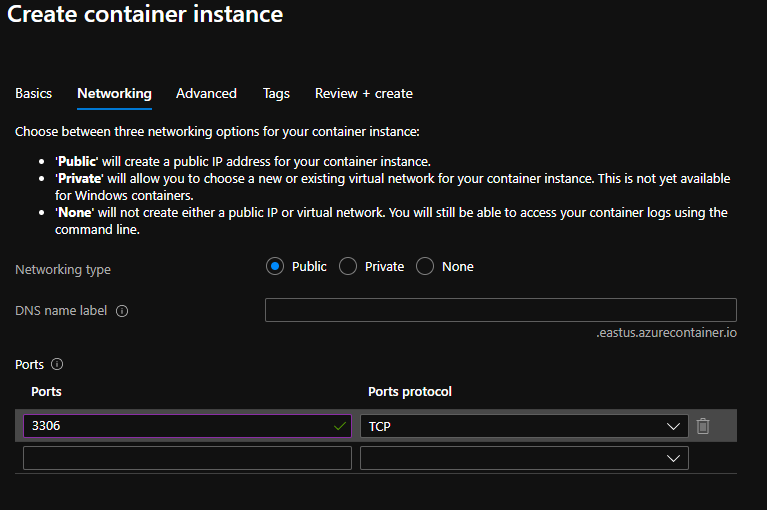 Create container instance
Basics Networking Advanced Tags Review + create
Choose between three networking options for your container instance:
• 'Public' will create a public IP address for your container instance.
• 'Private' will allow you to choose a new or existing virtual network for your container instance. This is not yet available
for Windows containers.
• 'None' will not create either a public IP or virtual network. You will still be able to access your container logs using the
command line.
Networking type Public Private None
DNS name label
.eastus.azurecontainer.io
Ports
Ports Ports protocol
3306 TCP